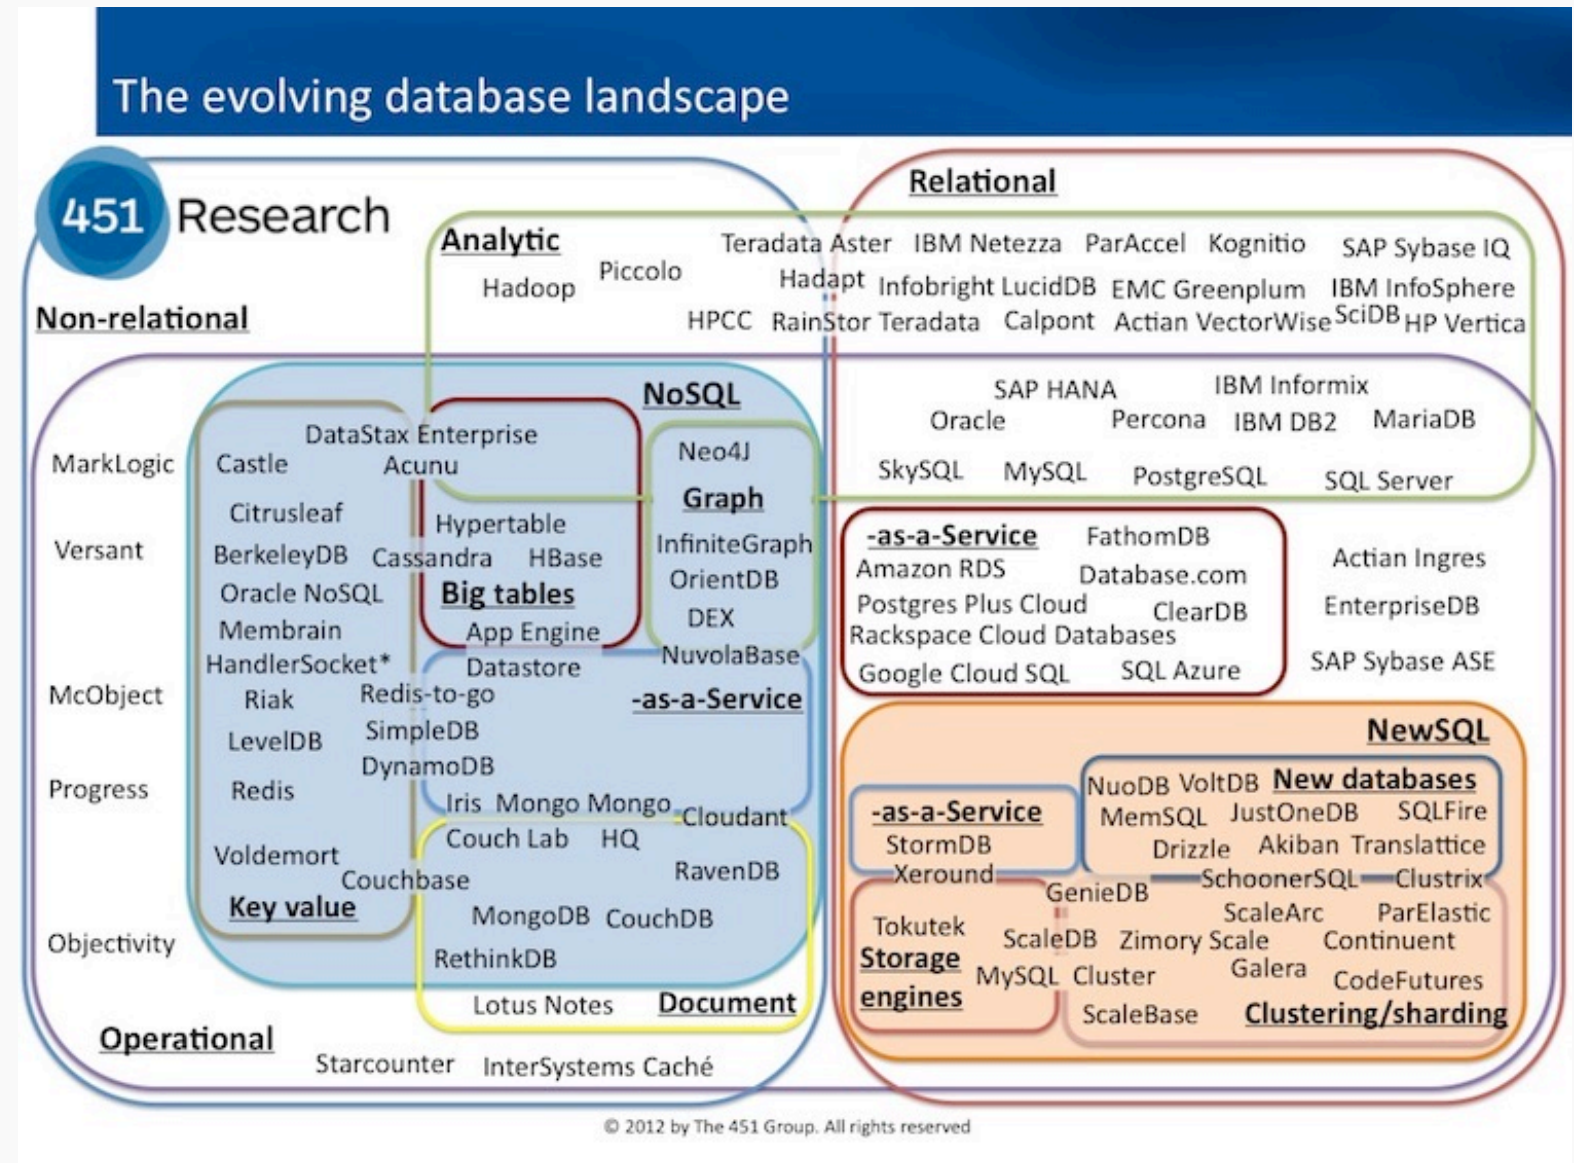 The evolving database landscape
451 Research
Relational
Analytic
Teradata Aster IBM Netezza ParAccel Kognitio SAP Sybase IQ
Hadoop Piccolo Hadapt Infobright LucidDB EMC Greenplum IBM InfoSphere
Non-relational
HPCC RainStor Teradata Calpont Actian VectorWise SciDB HP Vertica
NoSQL
SAP HANA IBM Informix
Oracle Percona IBM DB2 MariaDB
SkySQL MySQL PostgreSQL SQL Server
MarkLogic
Versant
McObject
Progress
Objectivity
DataStax Enterprise
Castle Acunu
Citrusleaf
BerkeleyDB Cassandra
Oracle NoSQL
Membrain
HandlerSocket*
Riak Redis-to-go
LevelDB SimpleDB
DynamoDB
Redis
Voldemort
Couchbase
Key value
Hypertable
HBase
Big tables
App Engine
Datastore
Neo4J
Graph
InfiniteGraph
OrientDB
DEX
NuvolaBase
-as-a-Service
Iris Mongo Mongo
Cloudant
Couch Lab HQ
RavenDB
MongoDB CouchDB
RethinkDB
Lotus Notes Document
Operational
Starcounter InterSystems Caché
-as-a-Service FathomDB
Amazon RDS Database.com
Postgres Plus Cloud ClearDB
Rackspace Cloud Databases
Google Cloud SQL SQL Azure
Actian Ingres
EnterpriseDB
SAP Sybase ASE
NewSQL
NuoDB VoltDB New databases
MemSQL JustOneDB SQLFire
Drizzle Akiban Translattice
-as-a-Service
StormDB
Xeround
SchoonerSQL Clustrix
GenieDB
ScaleArc ParElastic
Tokutek
ScaleDB Zimory Scale Continuent
Storage
engines
MySQL Cluster Galera CodeFutures
ScaleBase Clustering/sharding
© 2012 by The 451 Group. All rights reserved